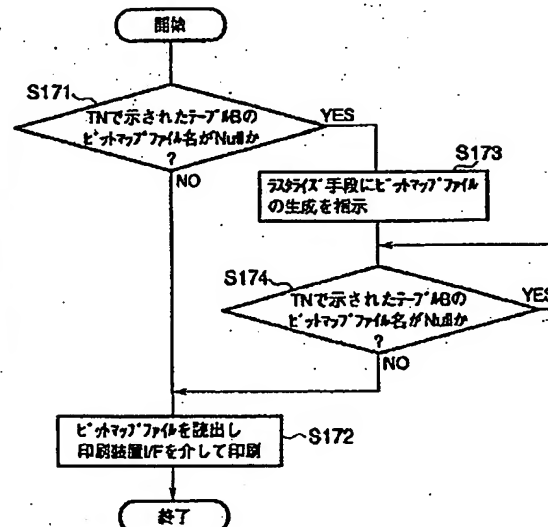 開始
S171
TNで示されたテーブルBの
ビットマップファイル名がNullか
?
YES
NO
S173
ラスタライズ手段にビットマップファイル
の生成を指示
S174
TNで示されたテーブルBの
ビットマップファイル名がNullか
?
YES
NO
ビットマップファイルを読出し
印刷装置I/Fを介して印刷
S172
終了